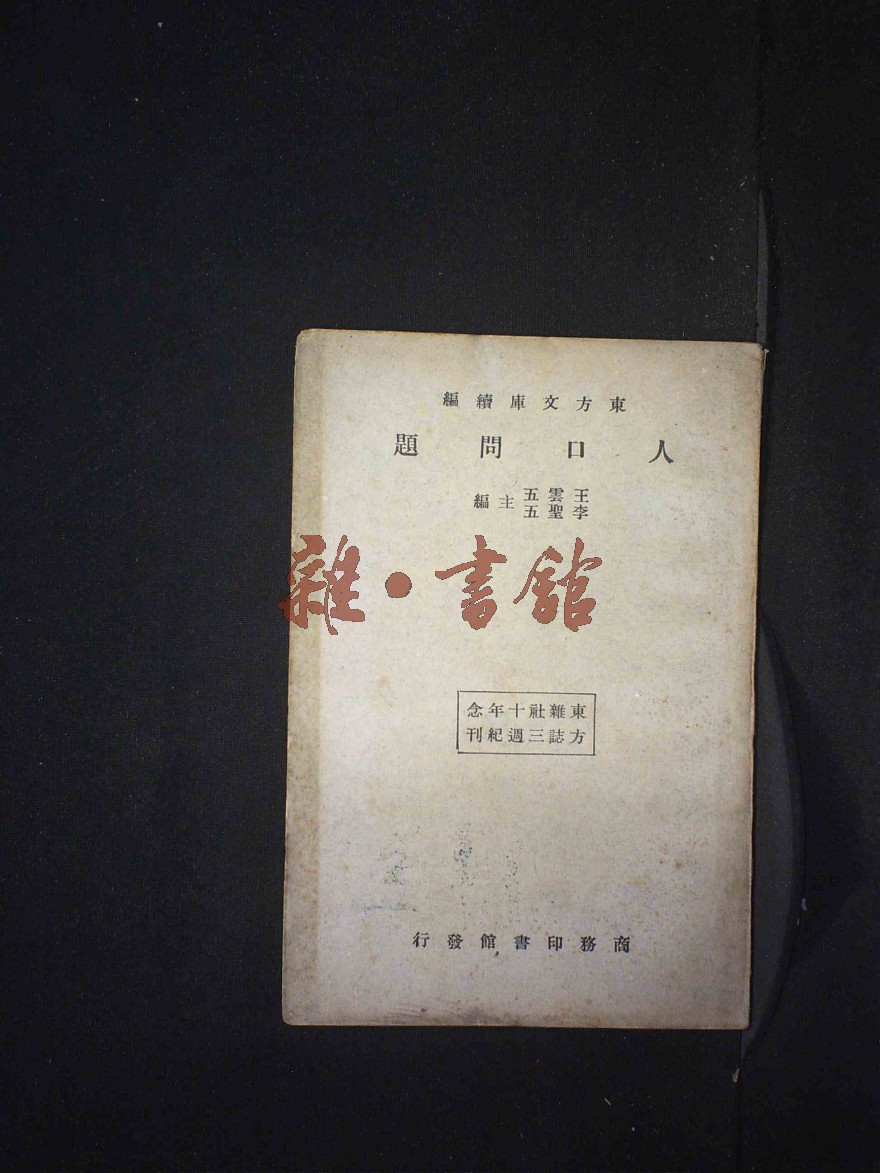 東方文庫續編
人口問題
王雲五
李聖五
主編
雜·書館
東雜社十年念
方誌三週紀刊
商務印書館發行